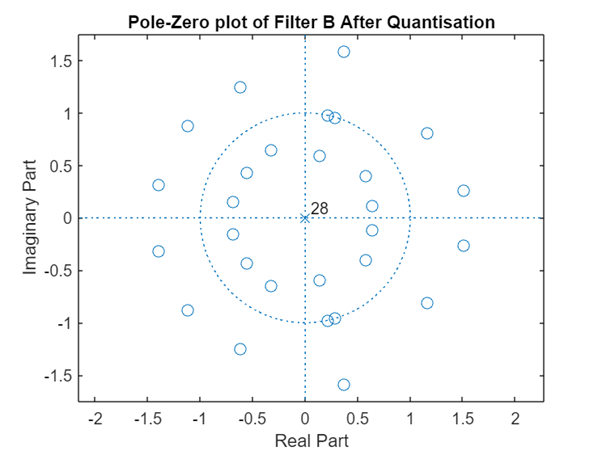 Pole-Zero plot of Filter B After Quantisation
1.5
1
0.5
0
-0.5
-1
-1.5
28
-2 -1.5 -1 -0.5 0 0.5 1 1.5 2
Imaginary Part
Real Part